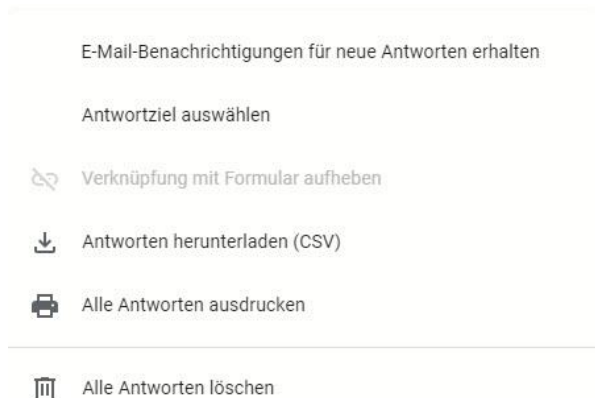 E-Mail-Benachrichtigungen für neue Antworten erhalten
Antwortziel auswählen
Verknüpfung mit Formular aufheben
Antworten herunterladen (CSV)
Alle Antworten ausdrucken
Alle Antworten löschen